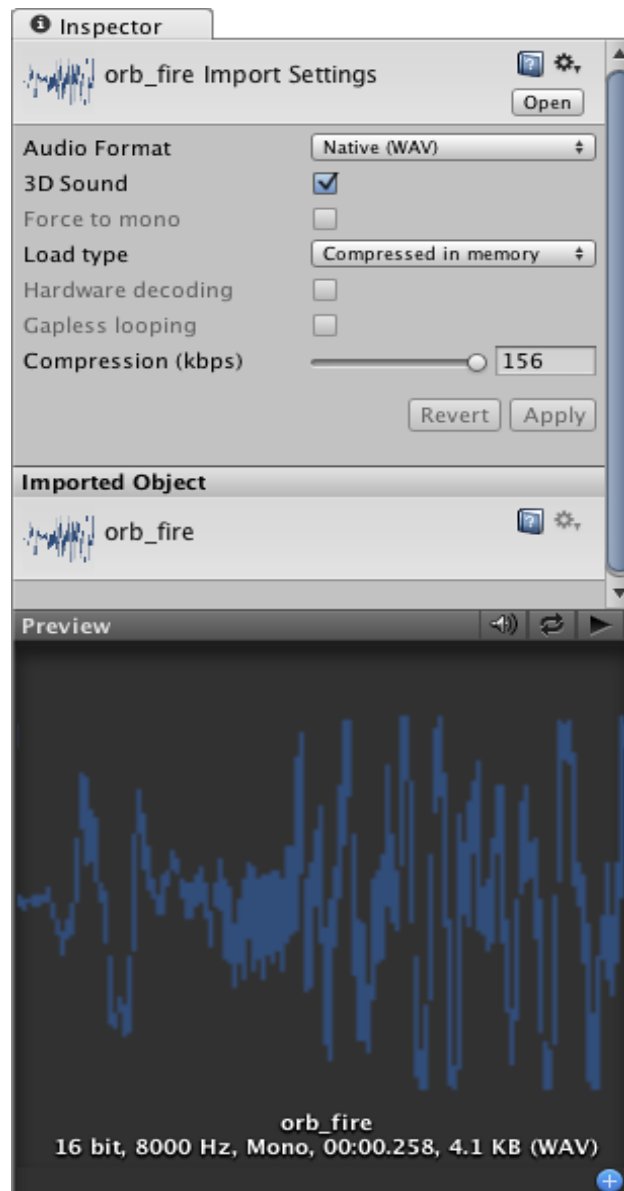 Inspector
orb_fire Import Settings
Open
Audio Format Native (WAV)
3D Sound
Force to mono
Load type Compressed in memory
Hardware decoding
Gapless looping
Compression (kbps) 156
Revert Apply
Imported Object
orb_fire
Preview
orb_fire
16 bit, 8000 Hz, Mono, 00:00.258, 4.1 KB (WAV)